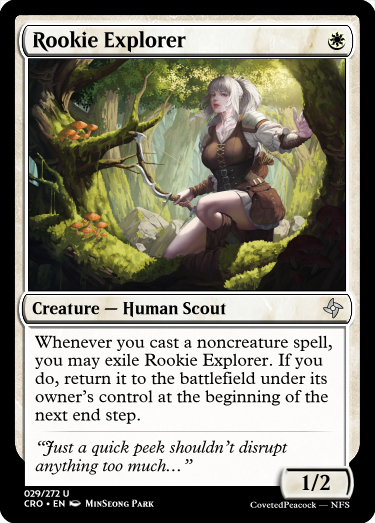 Rookie Explorer
Creature — Human Scout
Whenever you cast a noncreature spell,
you may exile Rookie Explorer. If you
do, return it to the battlefield under its
owner’s control at the beginning of the
next end step.
“Just a quick peek shouldn’t disrupt
anything too much…”
1/2
029/272 U
CRO • EN MinSeong Park
CovetedPeacock — NFS